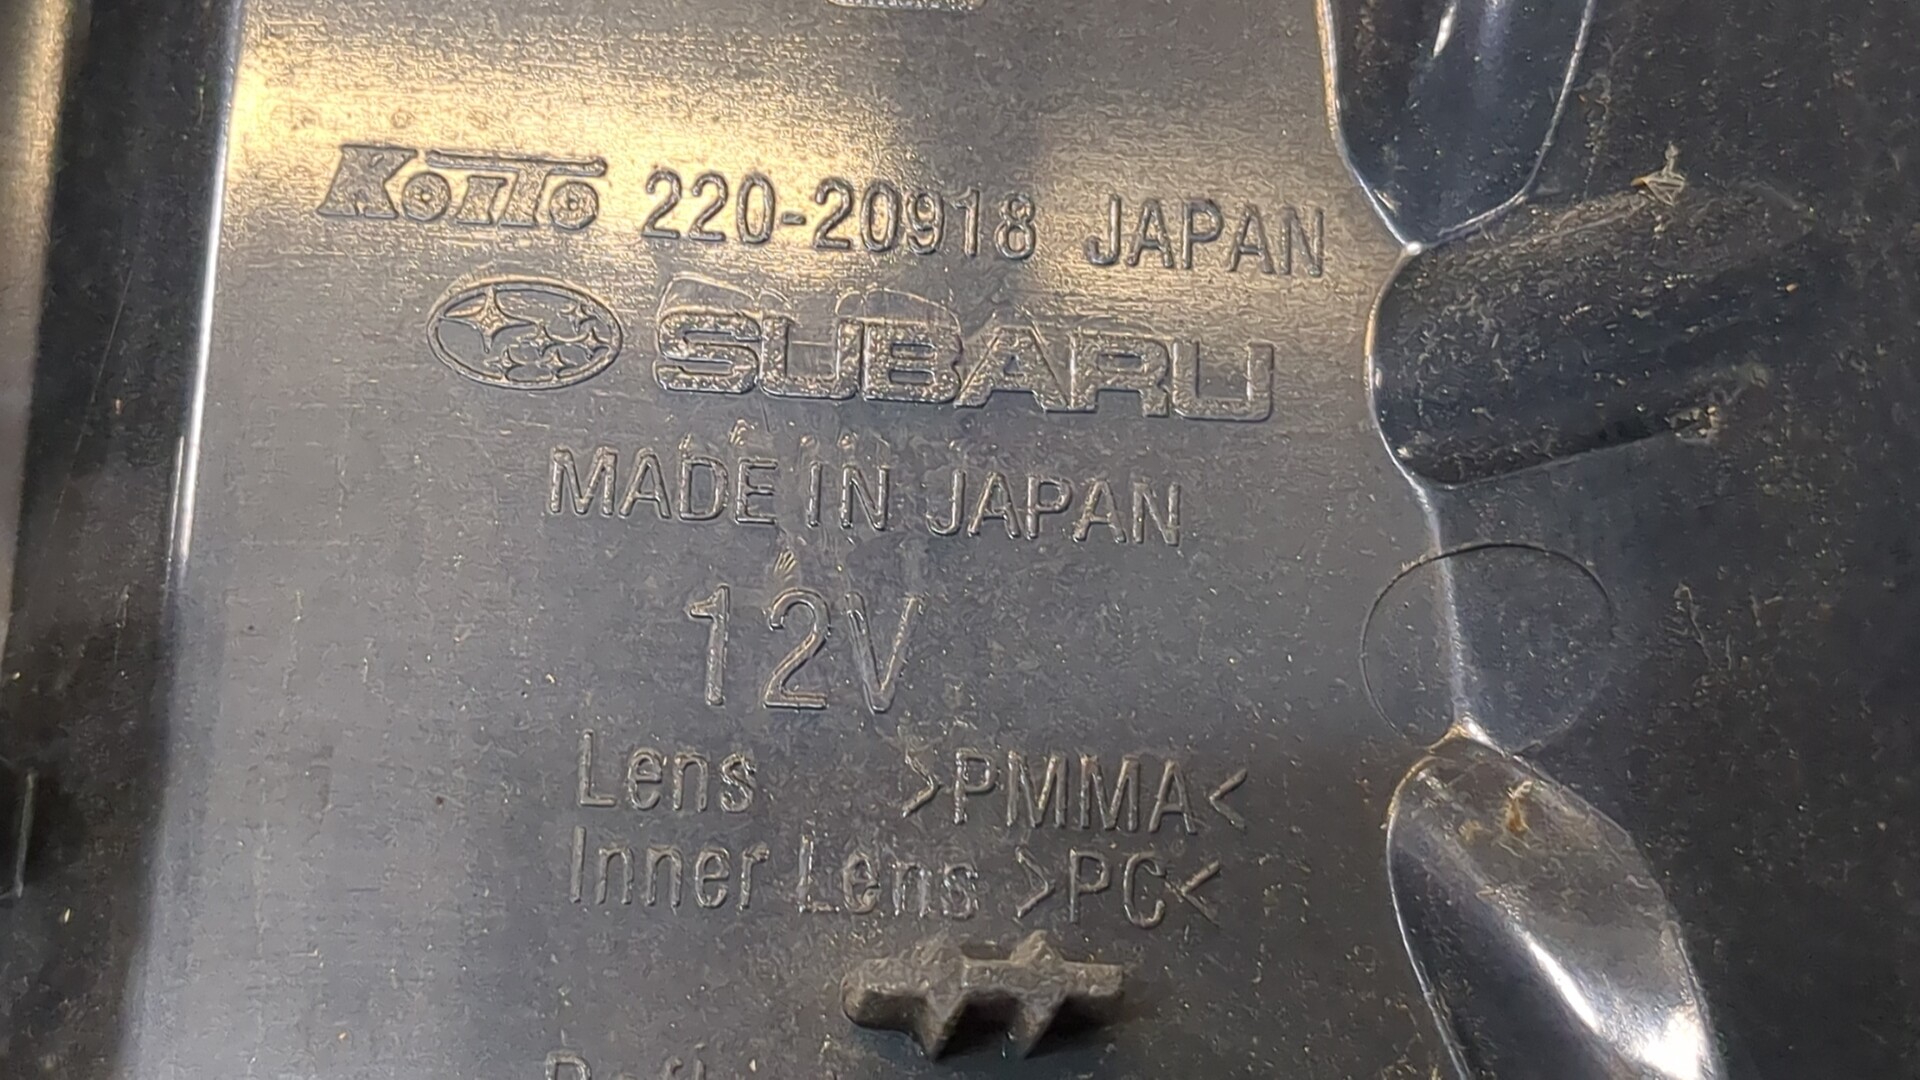 KOITO 220-20918 JAPAN
SUBARU
MADE IN JAPAN
12V
Lens >PMMA<
Inner Lens >PC<